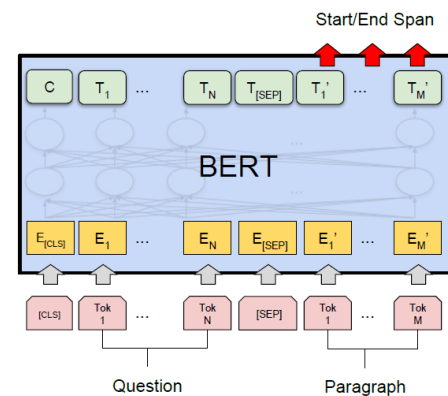 Start/End Span
C T1 ... TN T[SEP] T1' ... TM'
BERT
E[CLS] E1 ... EN E[SEP] E1' ... EM'
[CLS] Tok 1 ... Tok N [SEP] Tok 1 ... Tok M
Question Paragraph